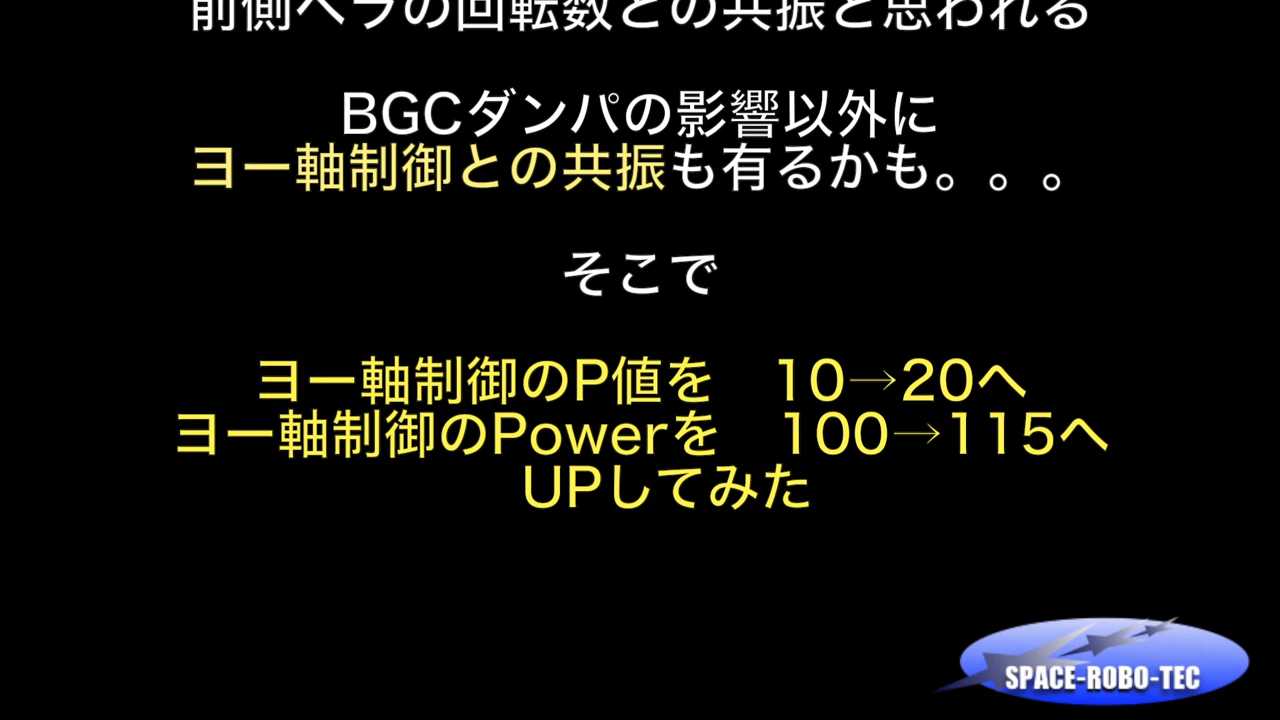 前側ペラの回転数との共振と思われる
BGCダンパの影響以外に
ヨー軸制御との共振も有るかも。。。
そこで
ヨー軸制御のP値を　10→20へ
ヨー軸制御のPowerを　100→115へ
UPしてみた
SPACE-ROBO-TEC